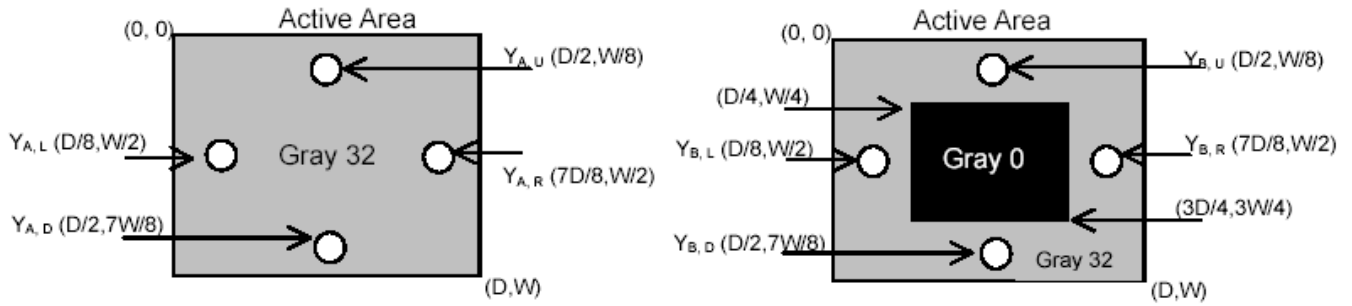 Active Area
(0, 0)
Y_A, U (D/2,W/8)
Y_A, L (D/8,W/2)
Gray 32
Y_A, R (7D/8,W/2)
Y_A, D (D/2,7W/8)
(D,W)
Active Area
(0, 0)
Y_B, U (D/2,W/8)
(D/4,W/4)
Y_B, L (D/8,W/2)
Gray 0
Y_B, R (7D/8,W/2)
(3D/4,3W/4)
Y_B, D (D/2,7W/8)
Gray 32
(D,W)